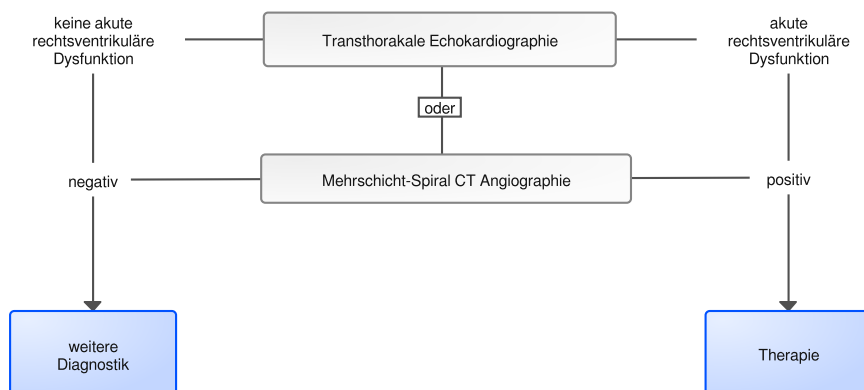 keine akute
rechtsventrikuläre
Dysfunktion
Transthorakale Echokardiographie
akute
rechtsventrikuläre
Dysfunktion
oder
negativ
Mehrschicht-Spiral CT Angiographie
positiv
weitere
Diagnostik
Therapie